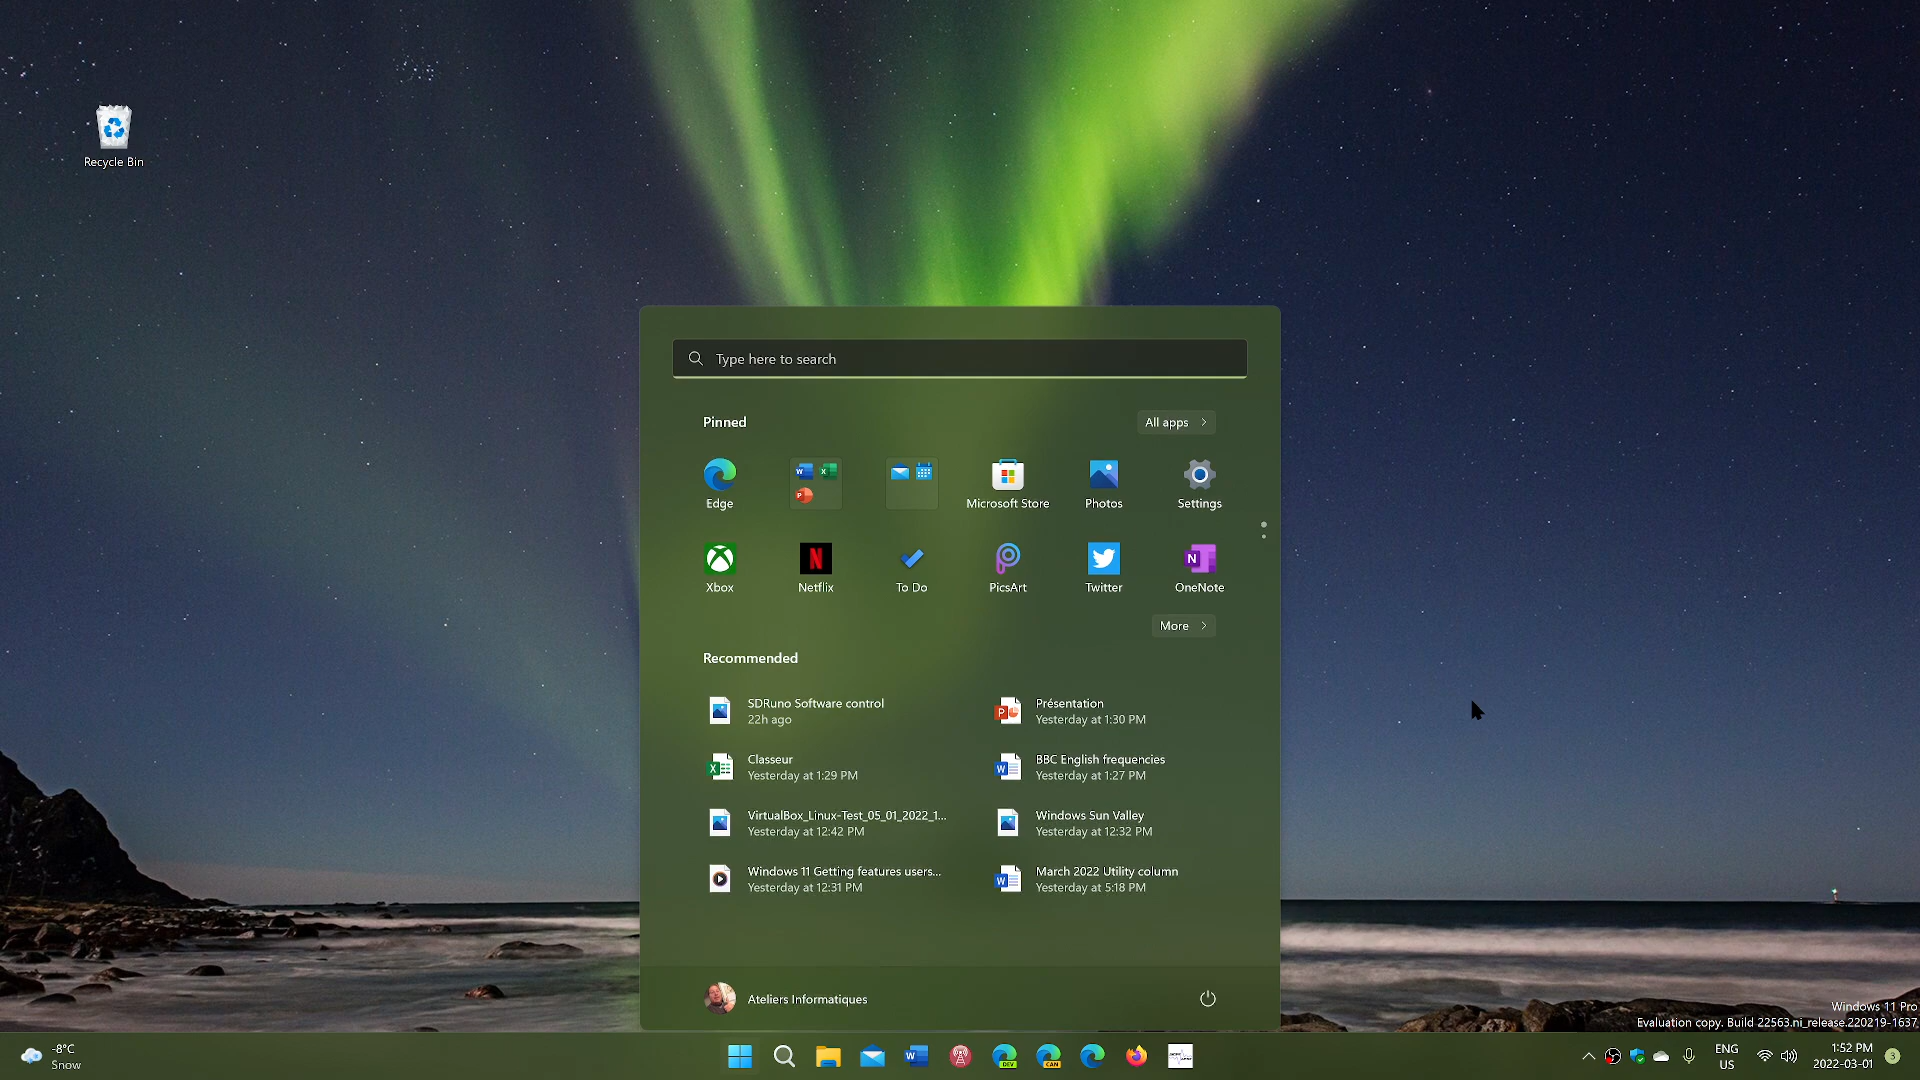 Recycle Bin
Type here to search
Pinned
All apps
Edge
Microsoft Store
Photos
Settings
Xbox
Netflix
To Do
PicsArt
Twitter
OneNote
More
Recommended
SDRuno Software control
22h ago
Présentation
Yesterday at 1:30 PM
Classeur
Yesterday at 1:29 PM
BBC English frequencies
Yesterday at 1:27 PM
VirtualBox_Linux-Test_05_01_2022_1...
Yesterday at 12:42 PM
Windows Sun Valley
Yesterday at 12:32 PM
Windows 11 Getting features users...
Yesterday at 12:31 PM
March 2022 Utility column
Yesterday at 5:18 PM
Ateliers Informatiques
Windows 11 Pro
Evaluation copy. Build 22563.ni_release.220219-1637
-8°C
Snow
DEV
CAN
ENG
US
1:52 PM
2022-03-01
3